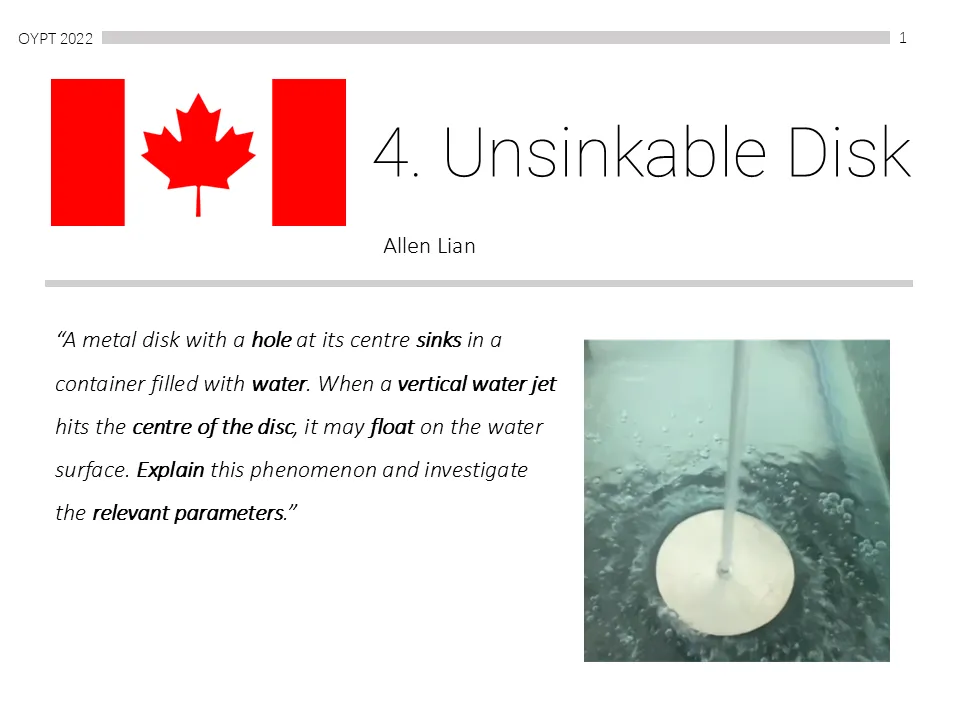 OYPT 2022
1
4. Unsinkable Disk
Allen Lian
“A metal disk with a hole at its centre sinks in a
container filled with water. When a vertical water jet
hits the centre of the disc, it may float on the water
surface. Explain this phenomenon and investigate
the relevant parameters.”